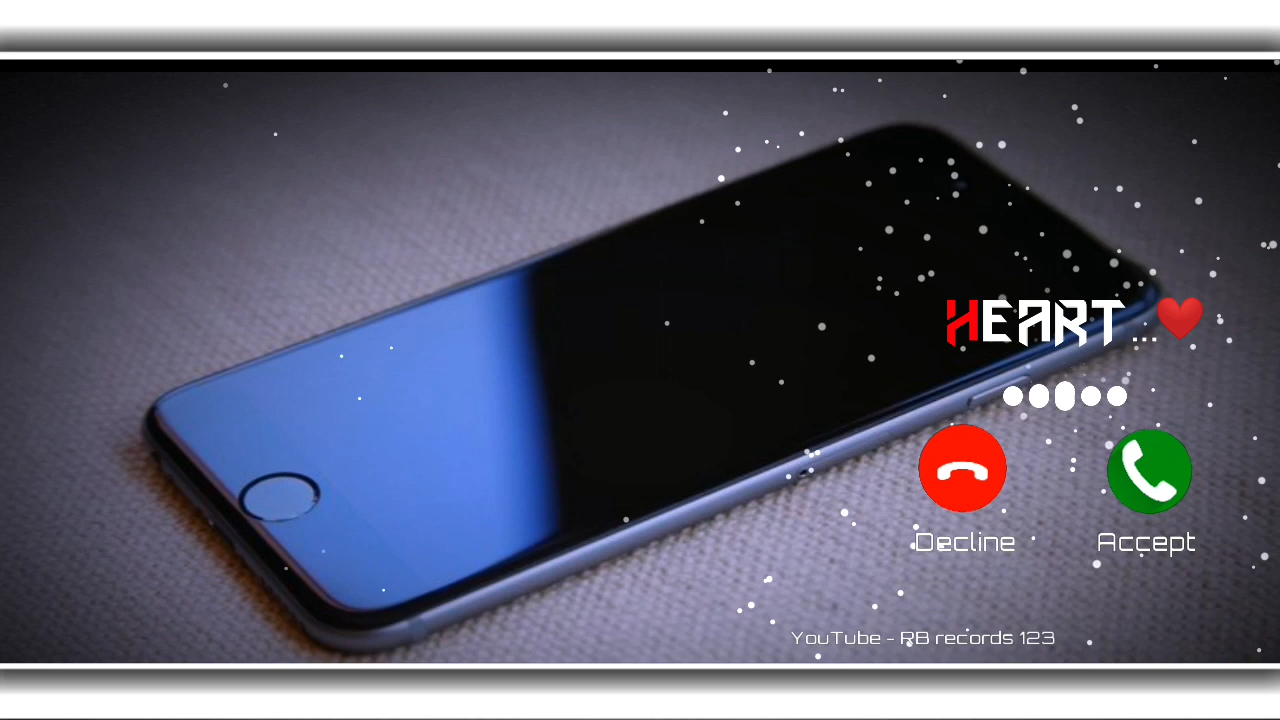 HEART ...❤️
Decline Accept
YouTube - RB records 123